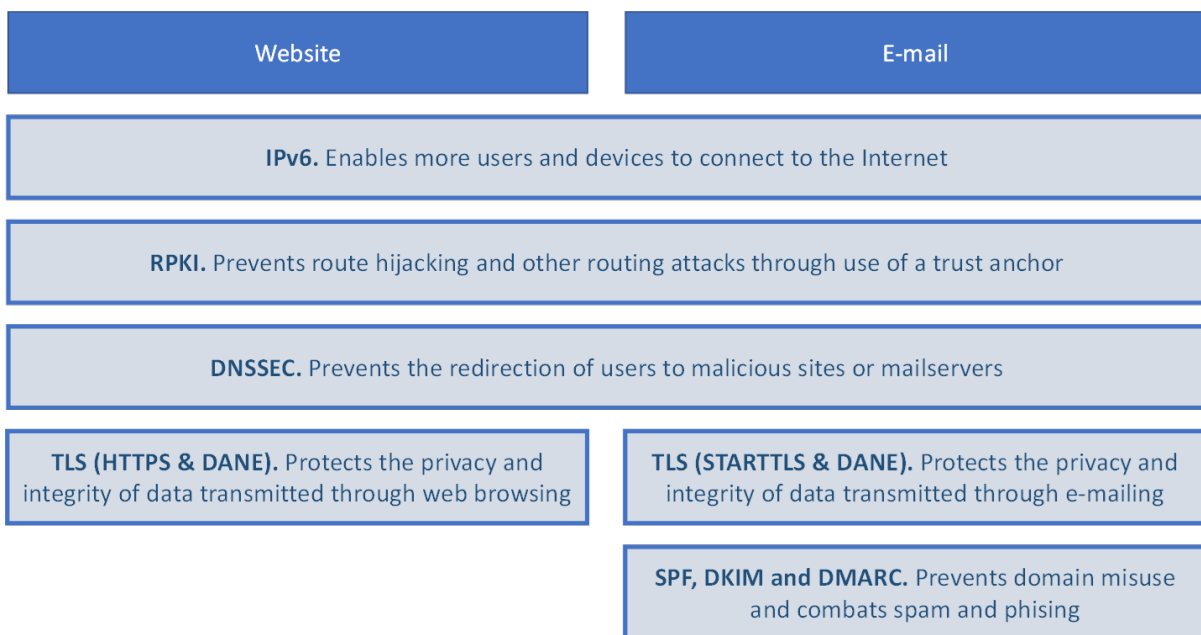 Website
E-mail
IPv6. Enables more users and devices to connect to the Internet
RPKI. Prevents route hijacking and other routing attacks through use of a trust anchor
DNSSEC. Prevents the redirection of users to malicious sites or mailservers
TLS (HTTPS & DANE). Protects the privacy and
integrity of data transmitted through web browsing
TLS (STARTTLS & DANE). Protects the privacy and
integrity of data transmitted through e-mailing
SPF, DKIM and DMARC. Prevents domain misuse
and combats spam and phising